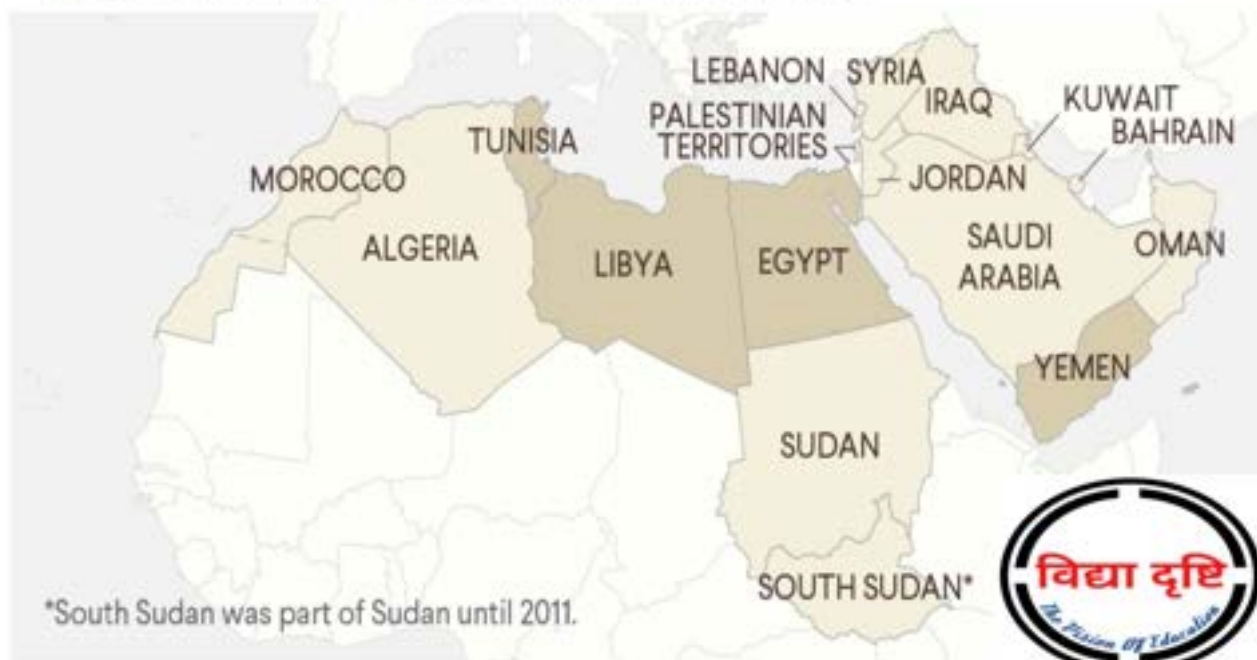 LEBANON
SYRIA
IRAQ
KUWAIT
BAHRAIN
PALESTINIAN
TERRITORIES
TUNISIA
MOROCCO
JORDAN
ALGERIA
LIBYA
EGYPT
SAUDI
ARABIA
OMAN
YEMEN
SUDAN
SOUTH SUDAN*
*South Sudan was part of Sudan until 2011.
विद्या दृष्टि
The Vision Of Education